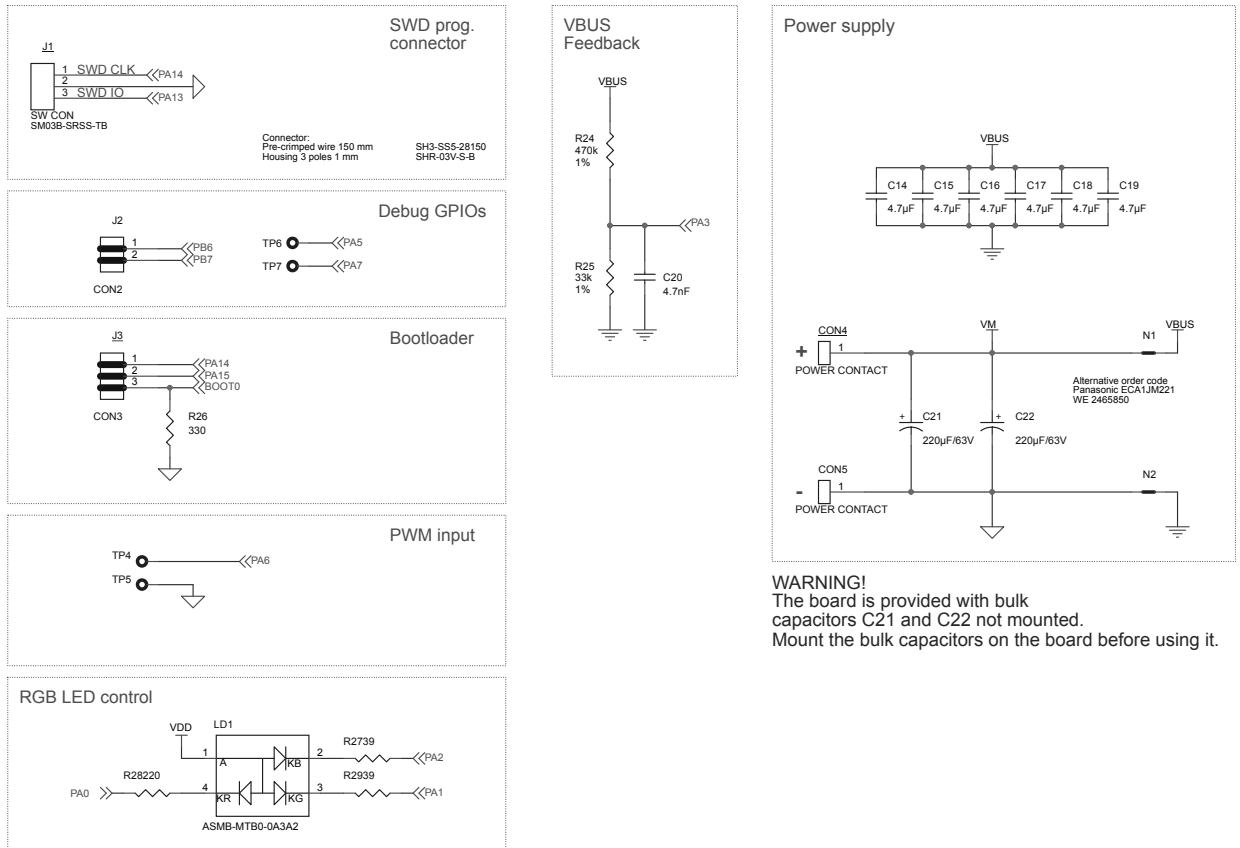 SWD prog.
connector
J1
1 SWD CLK PA14
2
3 SWD IO PA13
SW CON
SM03B-SRSS-TB
Connector:
Pre-crimped wire 150 mm SH3-SS5-28150
Housing 3 poles 1 mm SHR-03V-S-B
Debug GPIOs
J2
1 PB6
2 PB7
CON2
TP6 PA5
TP7 PA7
Bootloader
J3
1 PA14
2 PA15
3 BOOT0
CON3
R26
330
PWM input
TP4 PA6
TP5
RGB LED control
VDD
LD1
R2739
1 A KB 2 PA2
R28220
R2939
PA0 4 KR KG 3 PA1
ASMB-MTB0-0A3A2
VBUS
Feedback
VBUS
R24
470k
1%
PA3
R25
33k
1%
C20
4.7nF
Power supply
VBUS
C14 C15 C16 C17 C18 C19
4.7µF 4.7µF 4.7µF 4.7µF 4.7µF 4.7µF
CON4
VM
N1
VBUS
+ 1
POWER CONTACT
Alternative order code
Panasonic ECA1JM221
WE 2465850
+ C21 + C22
220µF/63V 220µF/63V
CON5
N2
- 1
POWER CONTACT
WARNING!
The board is provided with bulk
capacitors C21 and C22 not mounted.
Mount the bulk capacitors on the board before using it.